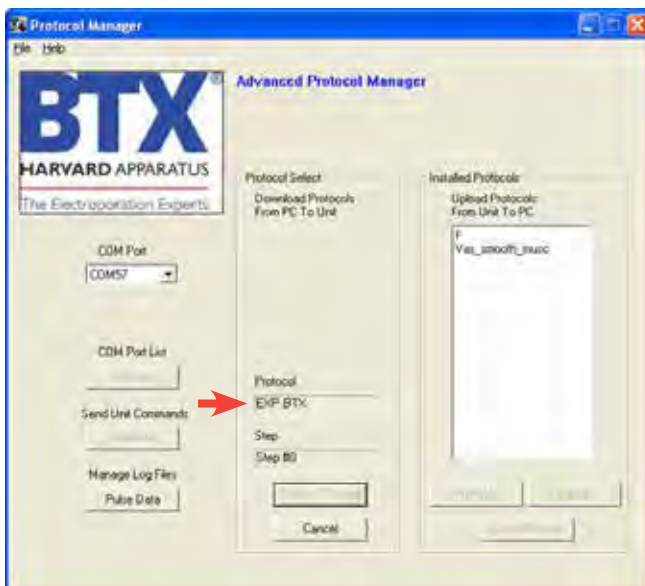 Protocol Manager
File Help
BTX®
HARVARD APPARATUS
The Electroporation Experts
COM Port
COM57
COM Port List
Send Unit Commands
Manage Log Files
Pulse Data
Advanced Protocol Manager
Protocol Select
Download Protocols
From PC To Unit
Protocol
EXP BTX
Step
Step #0
Cancel
Installed Protocols
Upload Protocols
From Unit To PC
F
Vas_smooth_musc